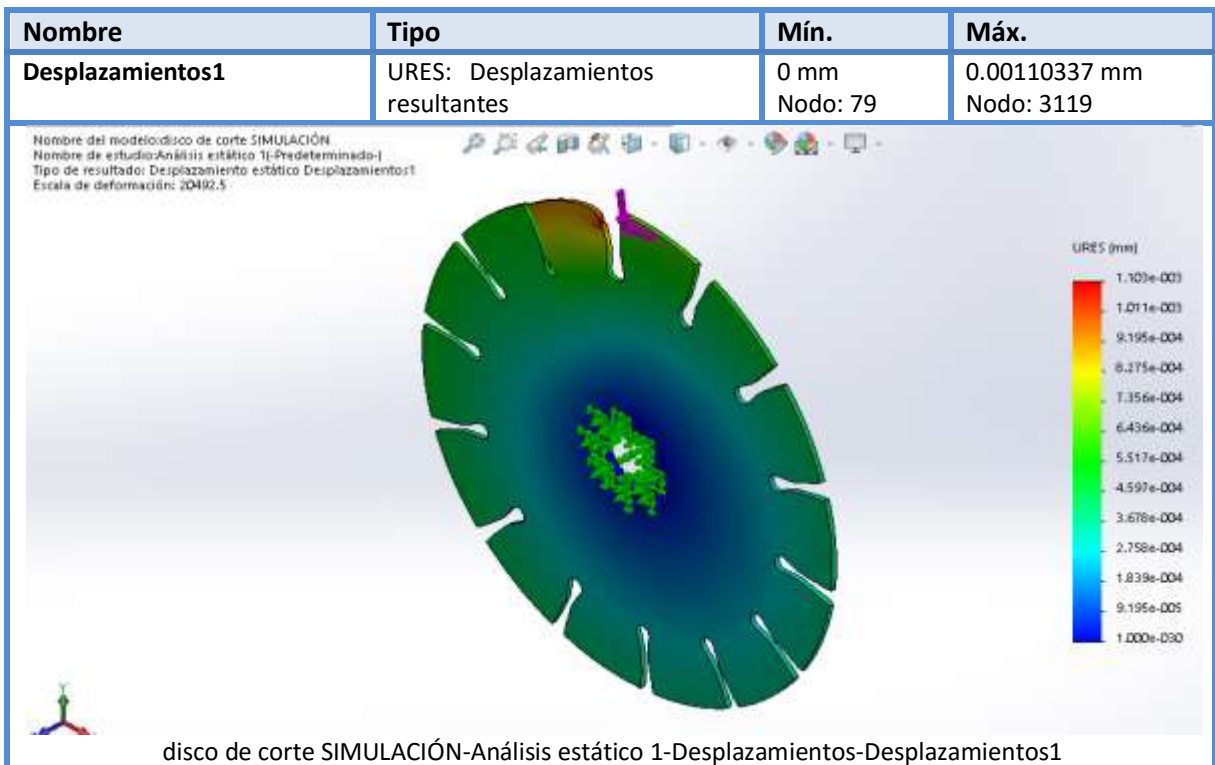 Nombre Tipo Mín. Máx.
Desplazamientos1 URES: Desplazamientos resultantes 0 mm Nodo: 79 0.00110337 mm Nodo: 3119
Nombre del modelo:disco de corte SIMULACIÓN
Nombre de estudio:Análisis estático 1(-Predeterminado-)
Tipo de resultado: Desplazamiento estático Desplazamientos1
Escala de deformación: 20492.5
URES (mm)
1.103e-003
1.011e-003
9.195e-004
8.275e-004
7.356e-004
6.436e-004
5.517e-004
4.597e-004
3.678e-004
2.758e-004
1.839e-004
9.195e-005
1.000e-030
Y
disco de corte SIMULACIÓN-Análisis estático 1-Desplazamientos-Desplazamientos1